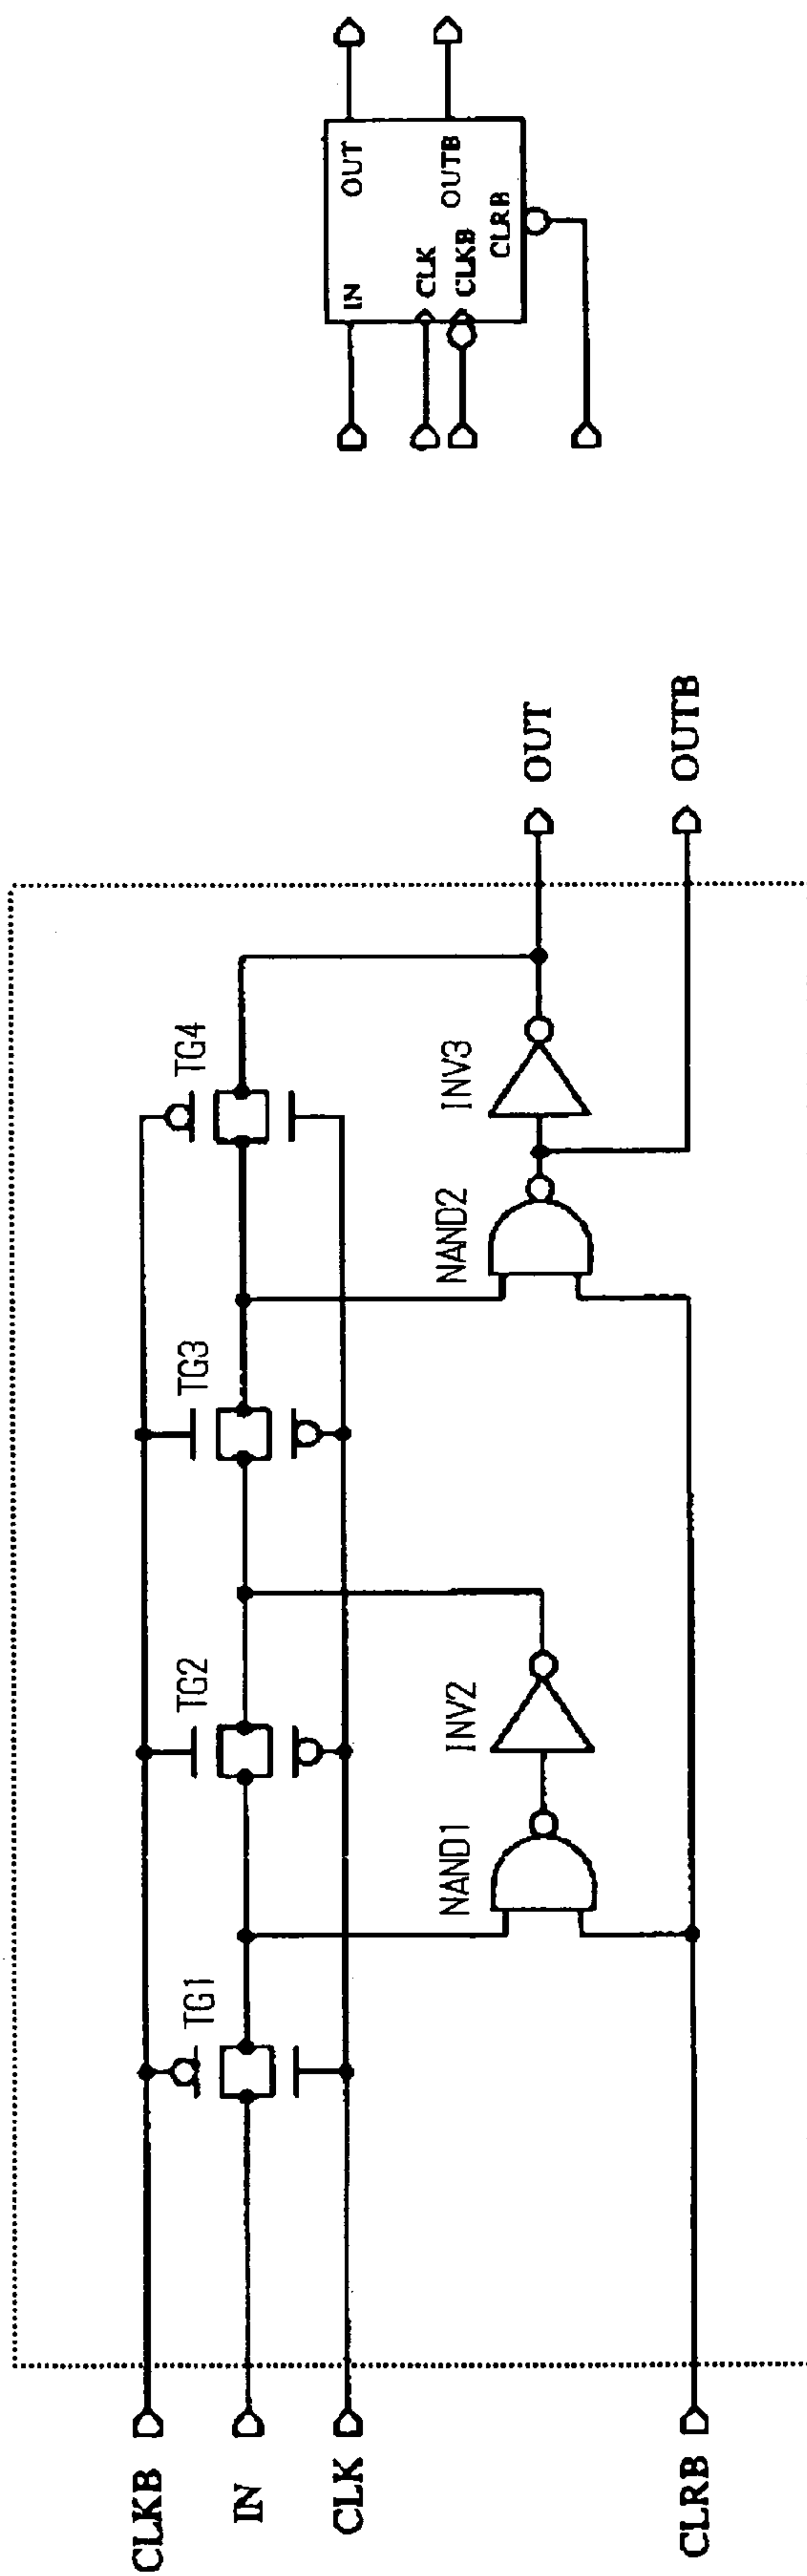 CLKB
IN
CLK
CLRB
TG1
TG2
TG3
TG4
NAND1
INV2
NAND2
INV3
OUT
OUTB
IN
OUT
CLK
CLKB
OUTB
CLRB